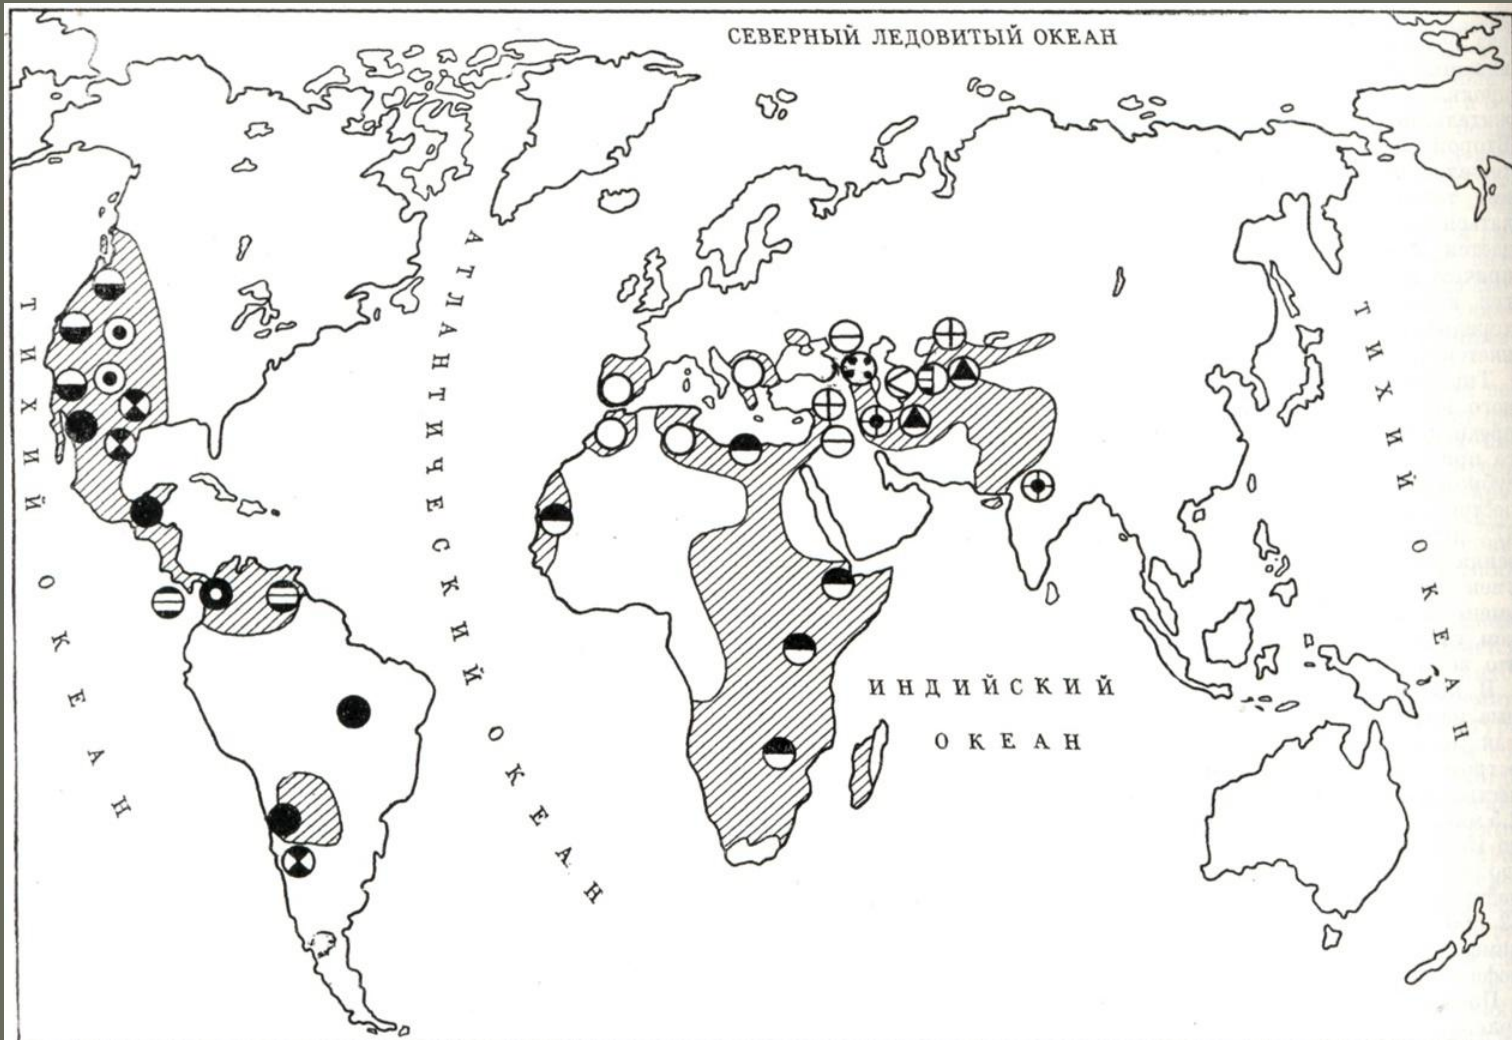 СЕВЕРНЫЙ ЛЕДОВИТЫЙ ОКЕАН
ТИХИЙ ОКЕАН
АТЛАНТИЧЕСКИЙ ОКЕАН
ИНДИЙСКИЙ
ОКЕАН
ТИХИЙ ОКЕАН